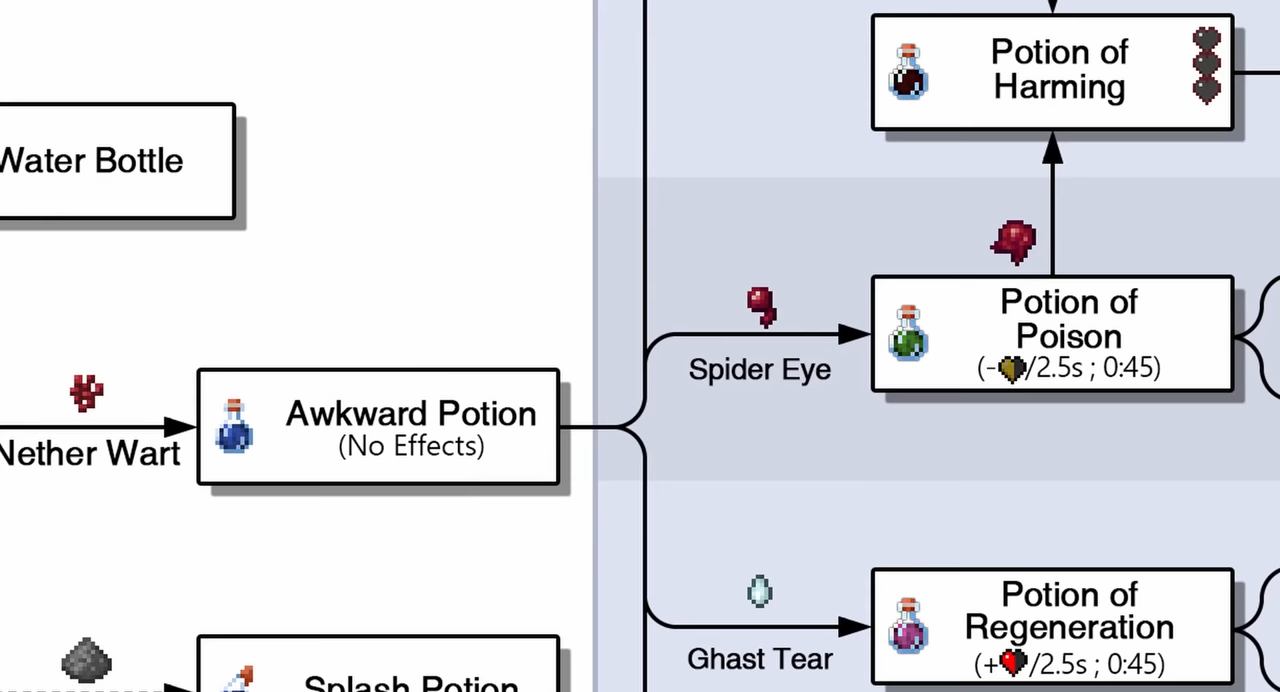 Potion of
Harming
Water Bottle
Potion of
Poison
(-/2.5s ; 0:45)
Spider Eye
Awkward Potion
(No Effects)
Nether Wart
Potion of
Regeneration
(+/2.5s ; 0:45)
Ghast Tear
Splash Potion